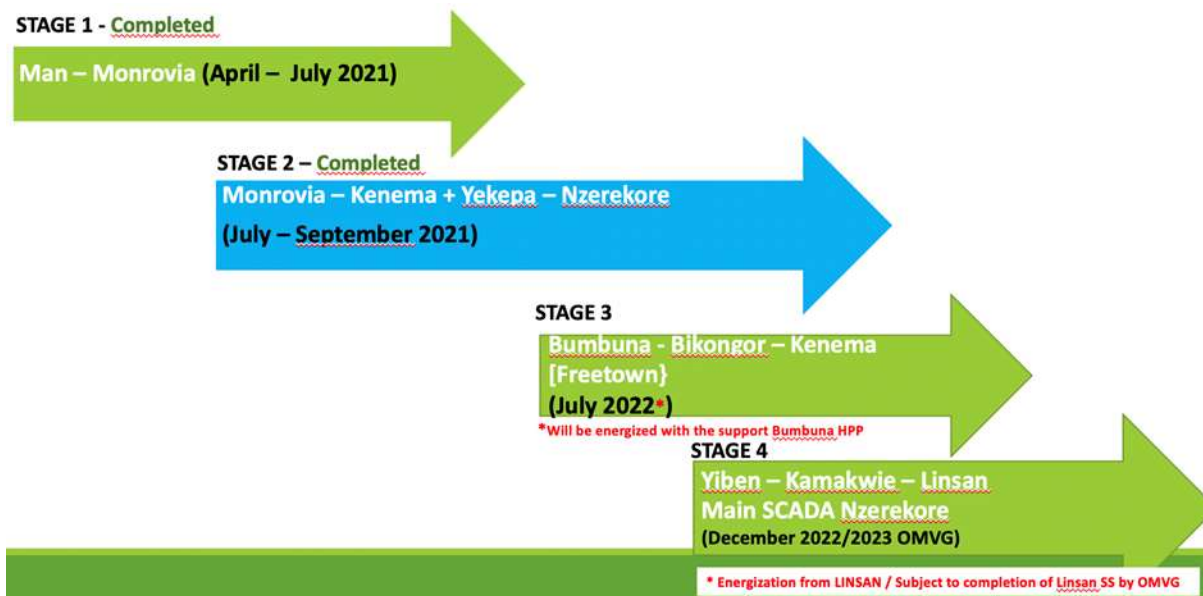 STAGE 1 - Completed
Man – Monrovia (April – July 2021)
STAGE 2 – Completed
Monrovia – Kenema + Yekepa – Nzerekore
(July – September 2021)
STAGE 3
Bumbuna - Bikongor – Kenema
[Freetown}
(July 2022*)
*Will be energized with the support Bumbuna HPP
STAGE 4
Yiben – Kamakwie – Linsan
Main SCADA Nzerekore
(December 2022/2023 OMVG)
* Energization from LINSAN / Subject to completion of Linsan SS by OMVG